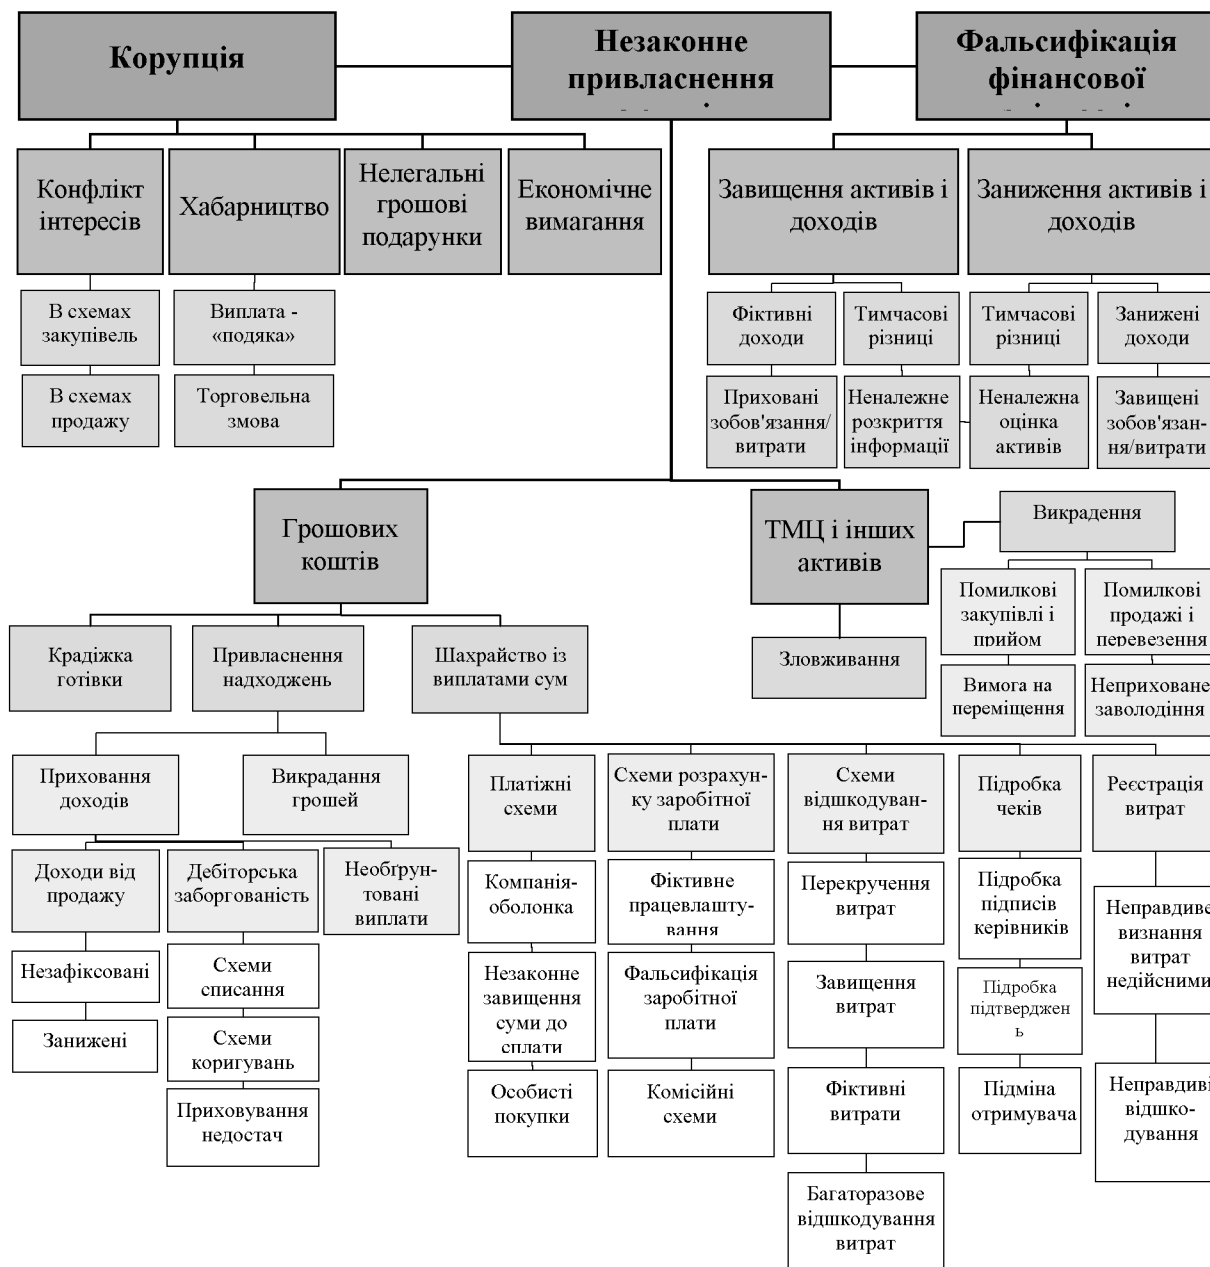 Корупція
Незаконне
привласнення
Фальсифікація
фінансової
Конфлікт
інтересів
Хабарництво
Нелегальні
грошові
подарунки
Економічне
вимагання
Завищення активів і
доходів
Заниження активів і
доходів
В схемах
закупівель
В схемах
продажу
Виплата -
«подяка»
Торговельна
змова
Фіктивні
доходи
Приховані
зобов'язання/
витрати
Тимчасові
різниці
Неналежне
розкриття
інформації
Тимчасові
різниці
Неналежна
оцінка
активів
Занижені
доходи
Завищені
зобов'язан-
ня/витрати
Грошових
коштів
ТМЦ і інших
активів
Викрадення
Помилкові
закупівлі і
прийом
Помилкові
продажі і
перевезення
Вимога на
переміщення
Неприховане
заволодіння
Зловживання
Крадіжка
готівки
Привласнення
надходжень
Шахрайство із
виплатами сум
Приховання
доходів
Викрадання
грошей
Доходи від
продажу
Дебіторська
заборгованість
Необґрун-
товані
виплати
Незафіксовані
Занижені
Схеми
списання
Схеми
коригувань
Приховування
недостач
Платіжні
схеми
Компанія-
оболонка
Незаконне
завищення
суми до
сплати
Особисті
покупки
Схеми розрахун-
ку заробітної
плати
Фіктивне
працевлашту-
вання
Фальсифікація
заробітної
плати
Комісійні
схеми
Схеми
відшкодуван-
ня витрат
Перекручення
витрат
Завищення
витрат
Фіктивні
витрати
Багаторазове
відшкодування
витрат
Підробка
чеків
Підробка
підписів
керівників
Підробка
підтверджен
ь
Підміна
отримувача
Реєстрація
витрат
Неправдиве
визнання
витрат
недійсними
Неправдиві
відшко-
дування